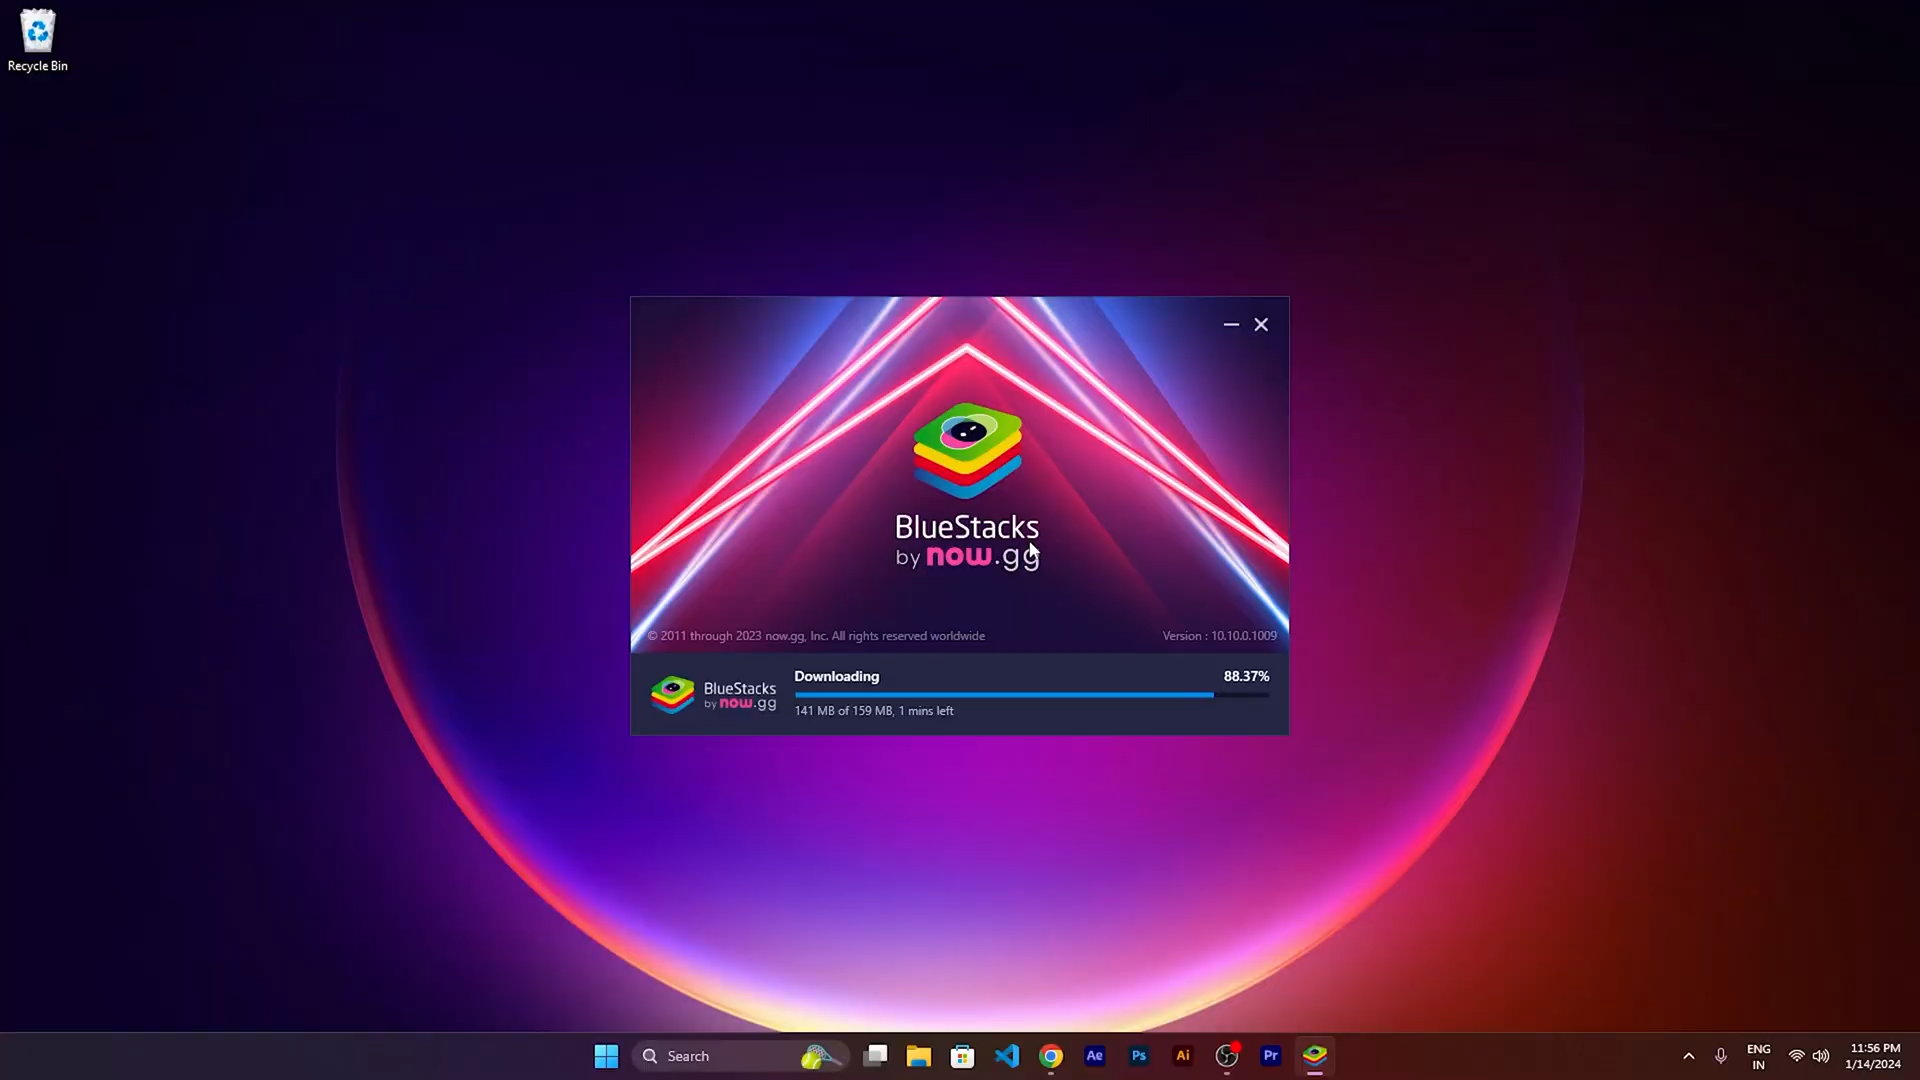 Recycle Bin
BlueStacks
by now.gg
© 2011 through 2023 now.gg, Inc. All rights reserved worldwide
Version : 10.10.0.1009
BlueStacks
by now.gg
Downloading
88.37%
141 MB of 159 MB, 1 mins left
Search
Ae
Ps
Ai
Pr
ENG
IN
11:56 PM
1/14/2024